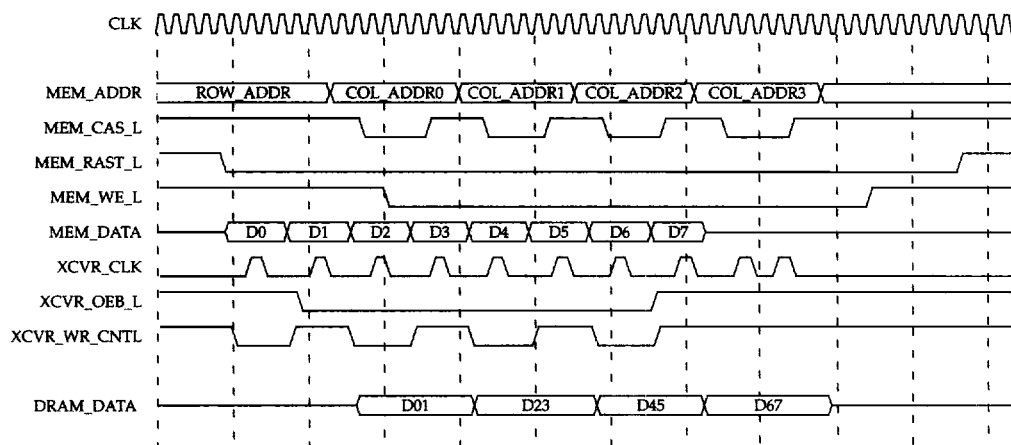 CLK
MEM_ADDR ROW_ADDR COL_ADDR0 COL_ADDR1 COL_ADDR2 COL_ADDR3
MEM_CAS_L
MEM_RAST_L
MEM_WE_L
MEM_DATA D0 D1 D2 D3 D4 D5 D6 D7
XCVR_CLK
XCVR_OEB_L
XCVR_WR_CNTL
DRAM_DATA D01 D23 D45 D67